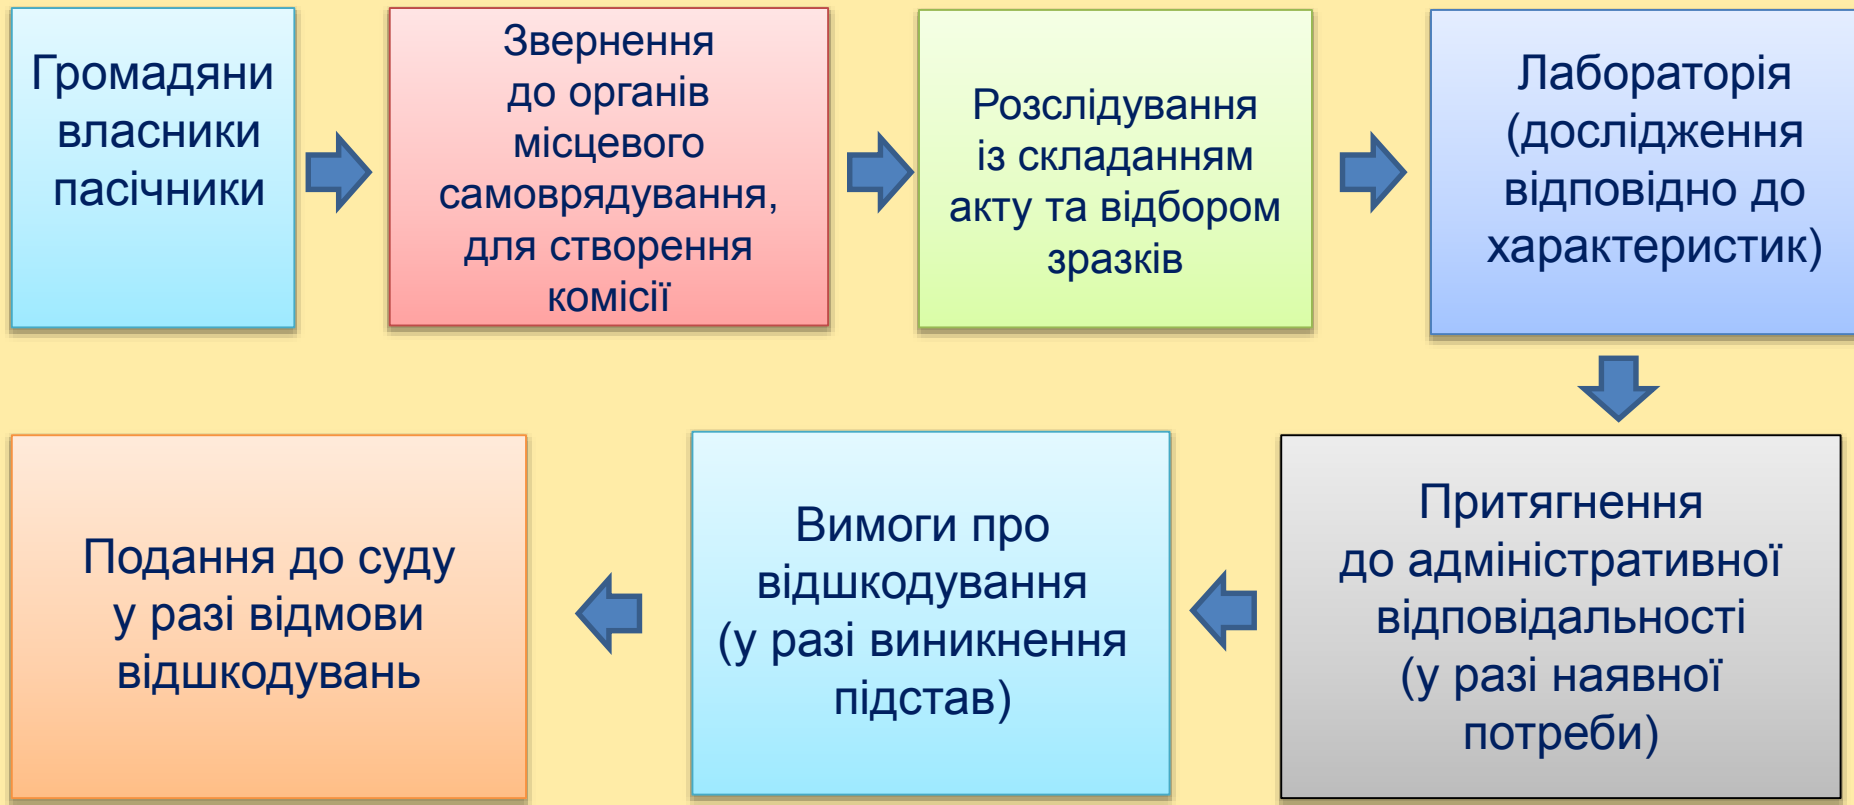 Громадяни
власники
пасічники
Звернення
до органів
місцевого
самоврядування,
для створення
комісії
Розслідування
із складанням
акту та відбором
зразків
Лабораторія
(дослідження
відповідно до
характеристик)
Притягнення
до адміністративної
відповідальності
(у разі наявної
потреби)
Вимоги про
відшкодування
(у разі виникнення
підстав)
Подання до суду
у разі відмови
відшкодувань